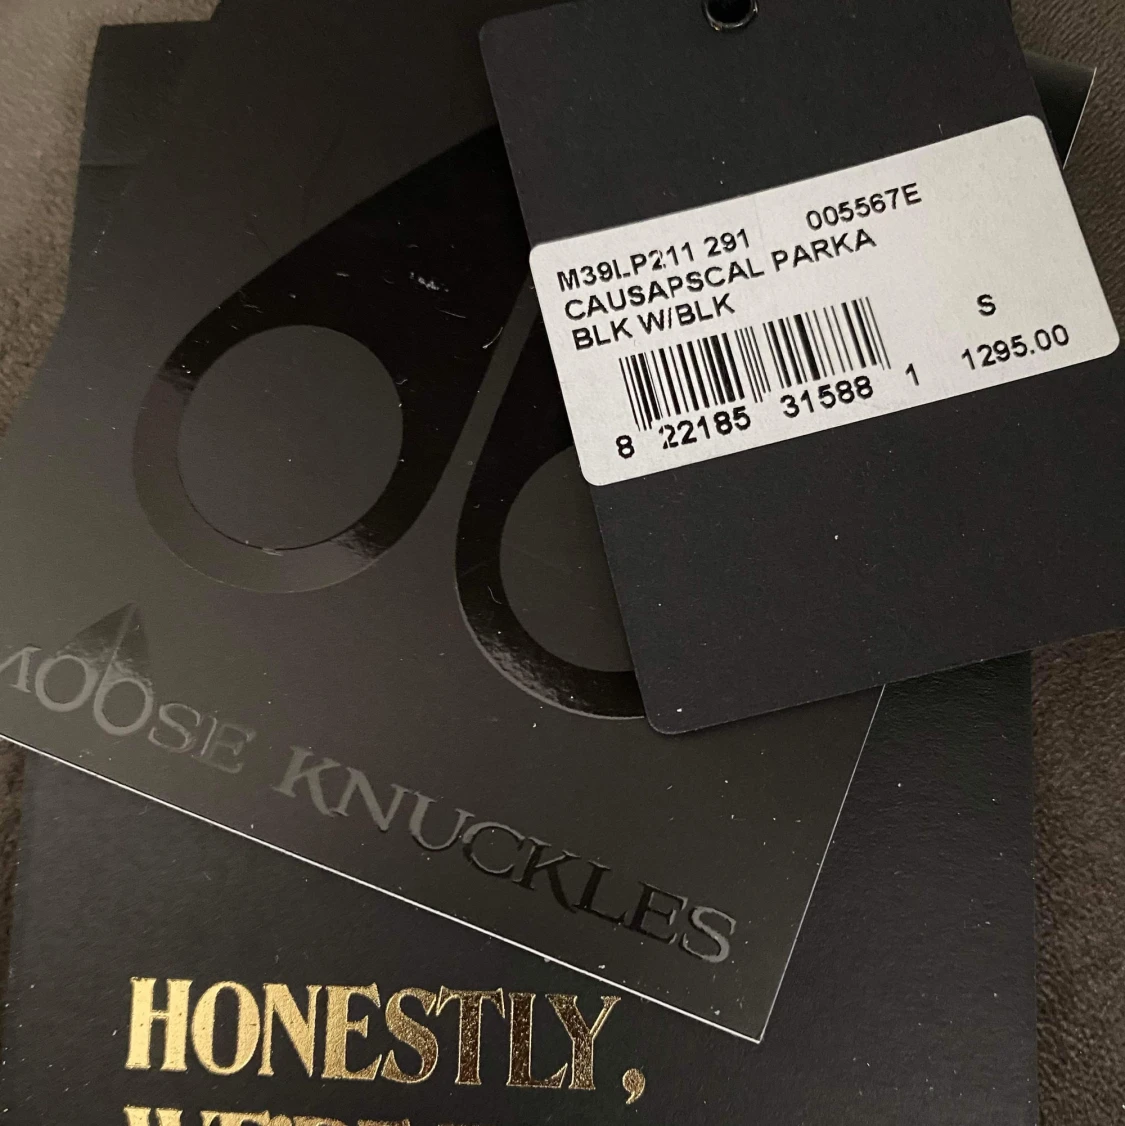 M39LP211 291 005567E
CAUSAPSCAL PARKA
BLK W/BLK
S
8 22185 31588 1 1295.00
MOOSE KNUCKLES
HONESTLY,